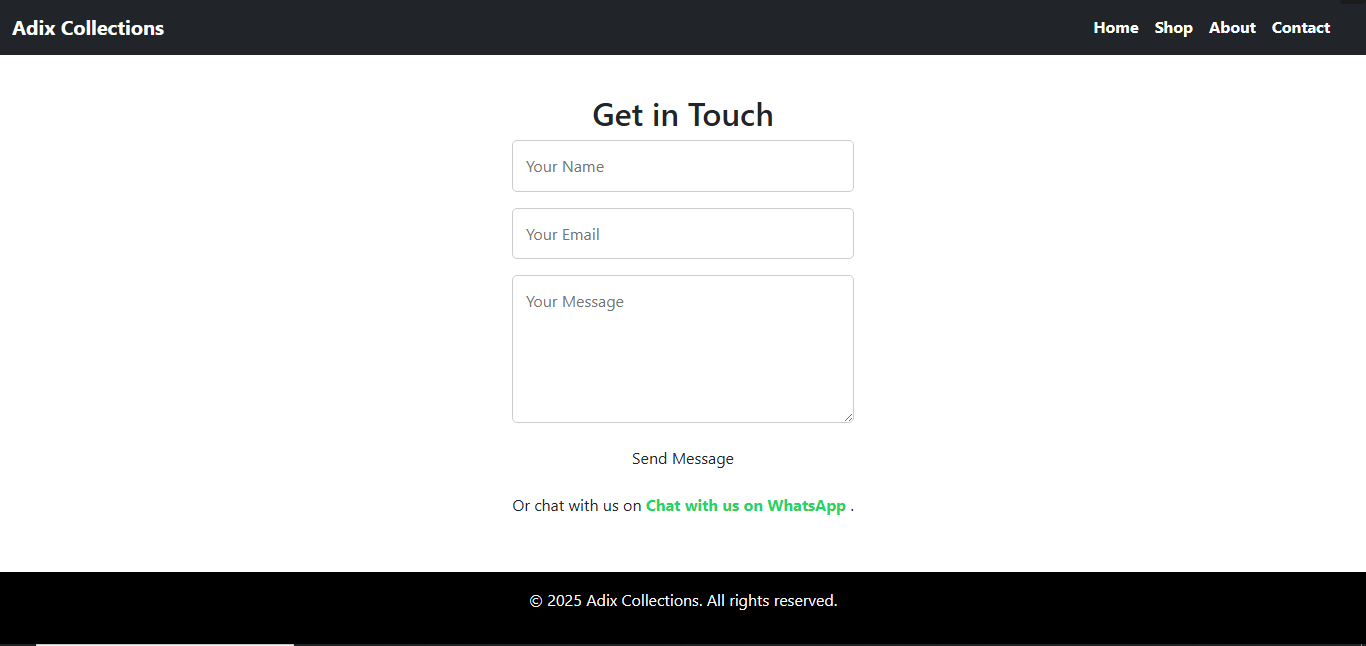 Adix Collections Home Shop About Contact
Get in Touch
Your Name
Your Email
Your Message
Send Message
Or chat with us on Chat with us on WhatsApp .
© 2025 Adix Collections. All rights reserved.